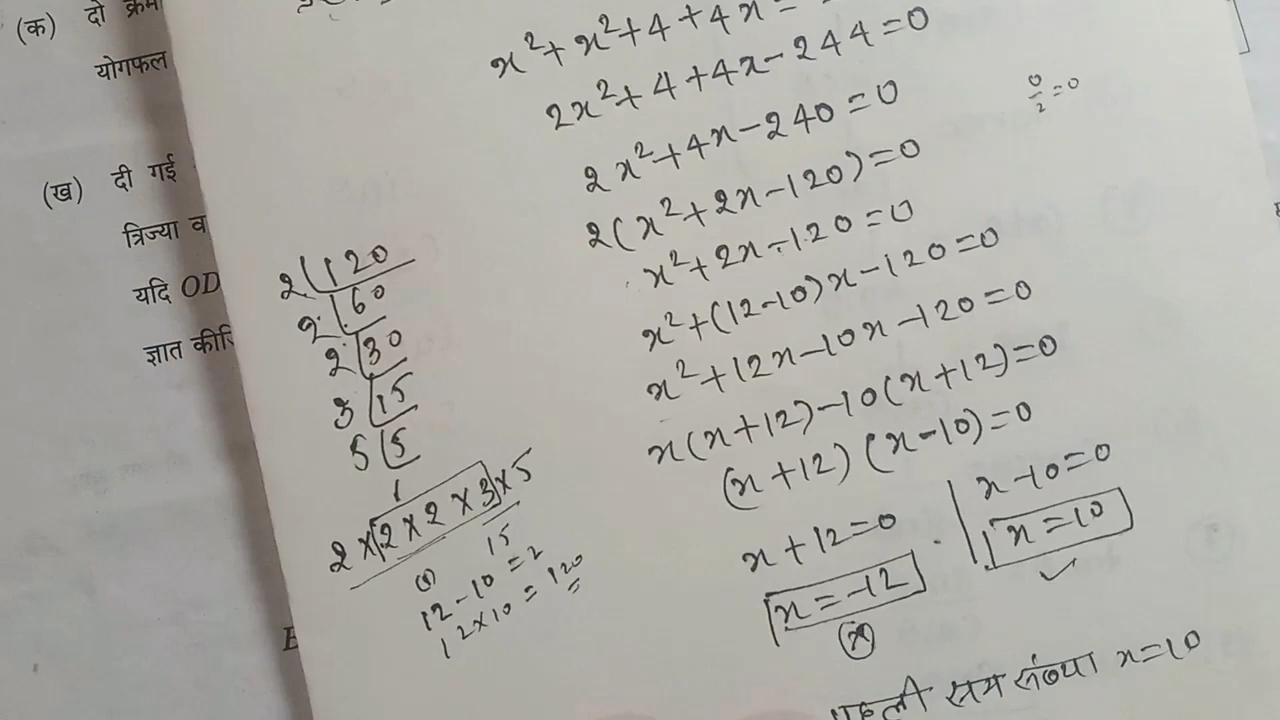 (क) दो
योगफल
(ख) दी गई
त्रिज्या व
यदि OD
ज्ञात
x²+x²+4+4x=
2x²+4+4x-244=0
2x²+4x-240=0
0/2=0
2(x²+2x-120)=0
x²+2x-120=0
x²+(12-10)x-120=0
x²+12x-10x-120=0
x(x+12)-10(x+12)=0
(x+12)(x-10)=0
x+12=0
x=-12
x-10=0
x=10
✓
पहली सम संख्या x=10
2 120
2 60
2 30
3 15
5 5
1
2×2×2×3×5
15
12-10=2
12×10=120